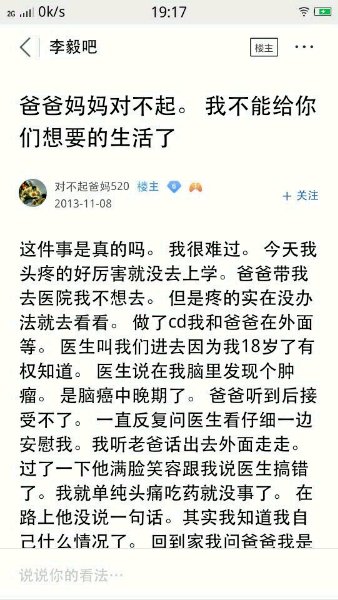 2G 0k/s 19:17
李毅吧 楼主 ···
爸爸妈妈对不起。 我不能给你
们想要的生活了
对不起爸妈520 楼主 6
+ 关注
2013-11-08
这件事是真的吗。 我很难过。 今天我
头疼的好厉害就没去上学。爸爸带我
去医院我不想去。 但是疼的实在没办
法就去看看。 做了cd我和爸爸在外面
等。 医生叫我们进去因为我18岁了有
权知道。 医生说在我脑里发现个肿
瘤。 是脑癌中晚期了。 爸爸听到后接
受不了。 一直反复问医生看仔细一边
安慰我。我听老爸话出去外面走走。
过了一下他满脸笑容跟我说医生搞错
了。我就单纯头痛吃药就没事了。 在
路上他没说一句话。其实我知道我自
己什么情况了。 回到家我问爸爸我是
说说你的看法···